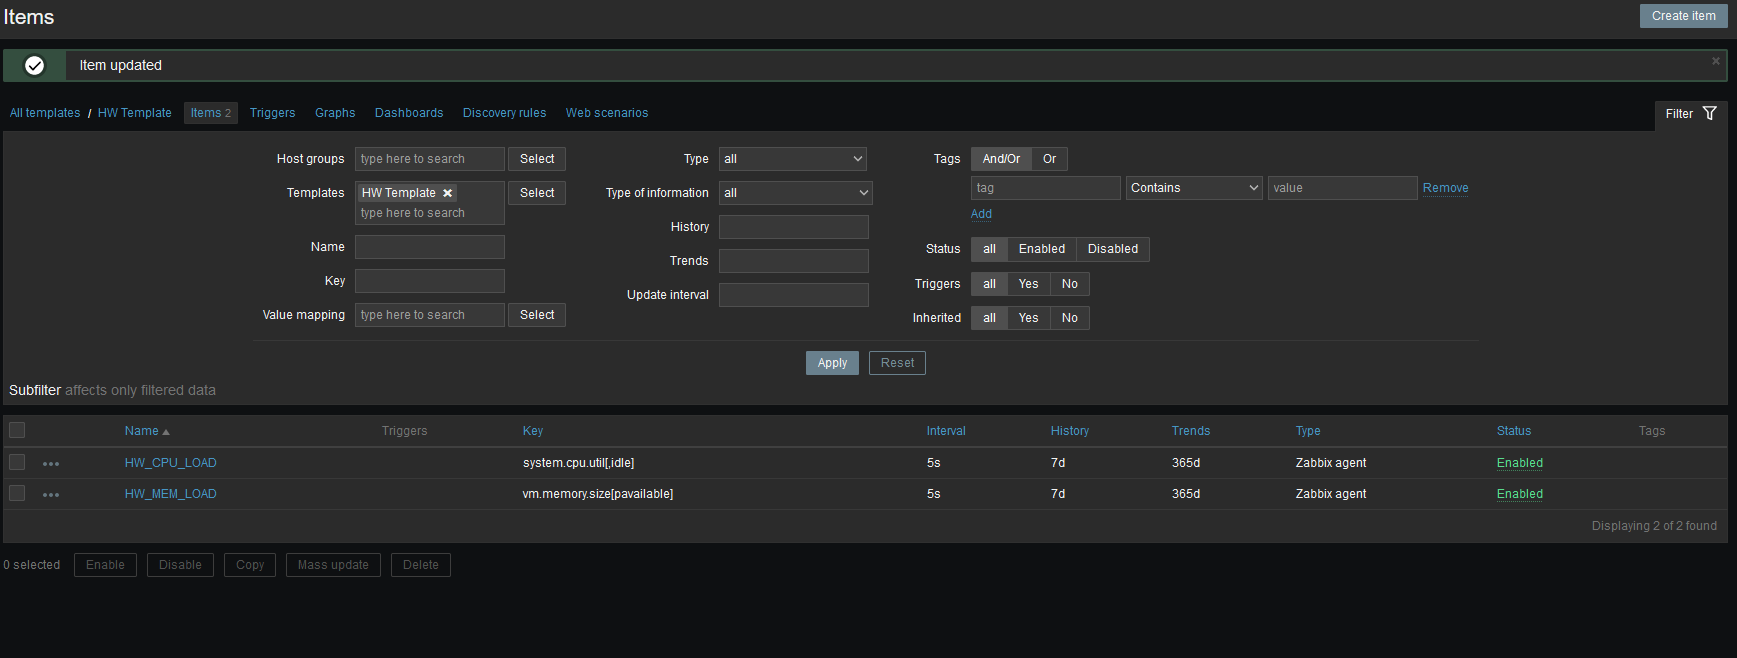 Items
Create item
Item updated
All templates / HW Template Items 2 Triggers Graphs Dashboards Discovery rules Web scenarios
Filter
Host groups type here to search Select
Templates HW Template Select
type here to search
Name
Key
Value mapping type here to search Select
Type all
Type of information all
History
Trends
Update interval
Tags And/Or Or
tag Contains value Remove
Add
Status all Enabled Disabled
Triggers all Yes No
Inherited all Yes No
Apply Reset
Subfilter affects only filtered data
Name Triggers Key Interval History Trends Type Status Tags
HW_CPU_LOAD system.cpu.util[,idle] 5s 7d 365d Zabbix agent Enabled
HW_MEM_LOAD vm.memory.size[pavailable] 5s 7d 365d Zabbix agent Enabled
Displaying 2 of 2 found
0 selected Enable Disable Copy Mass update Delete